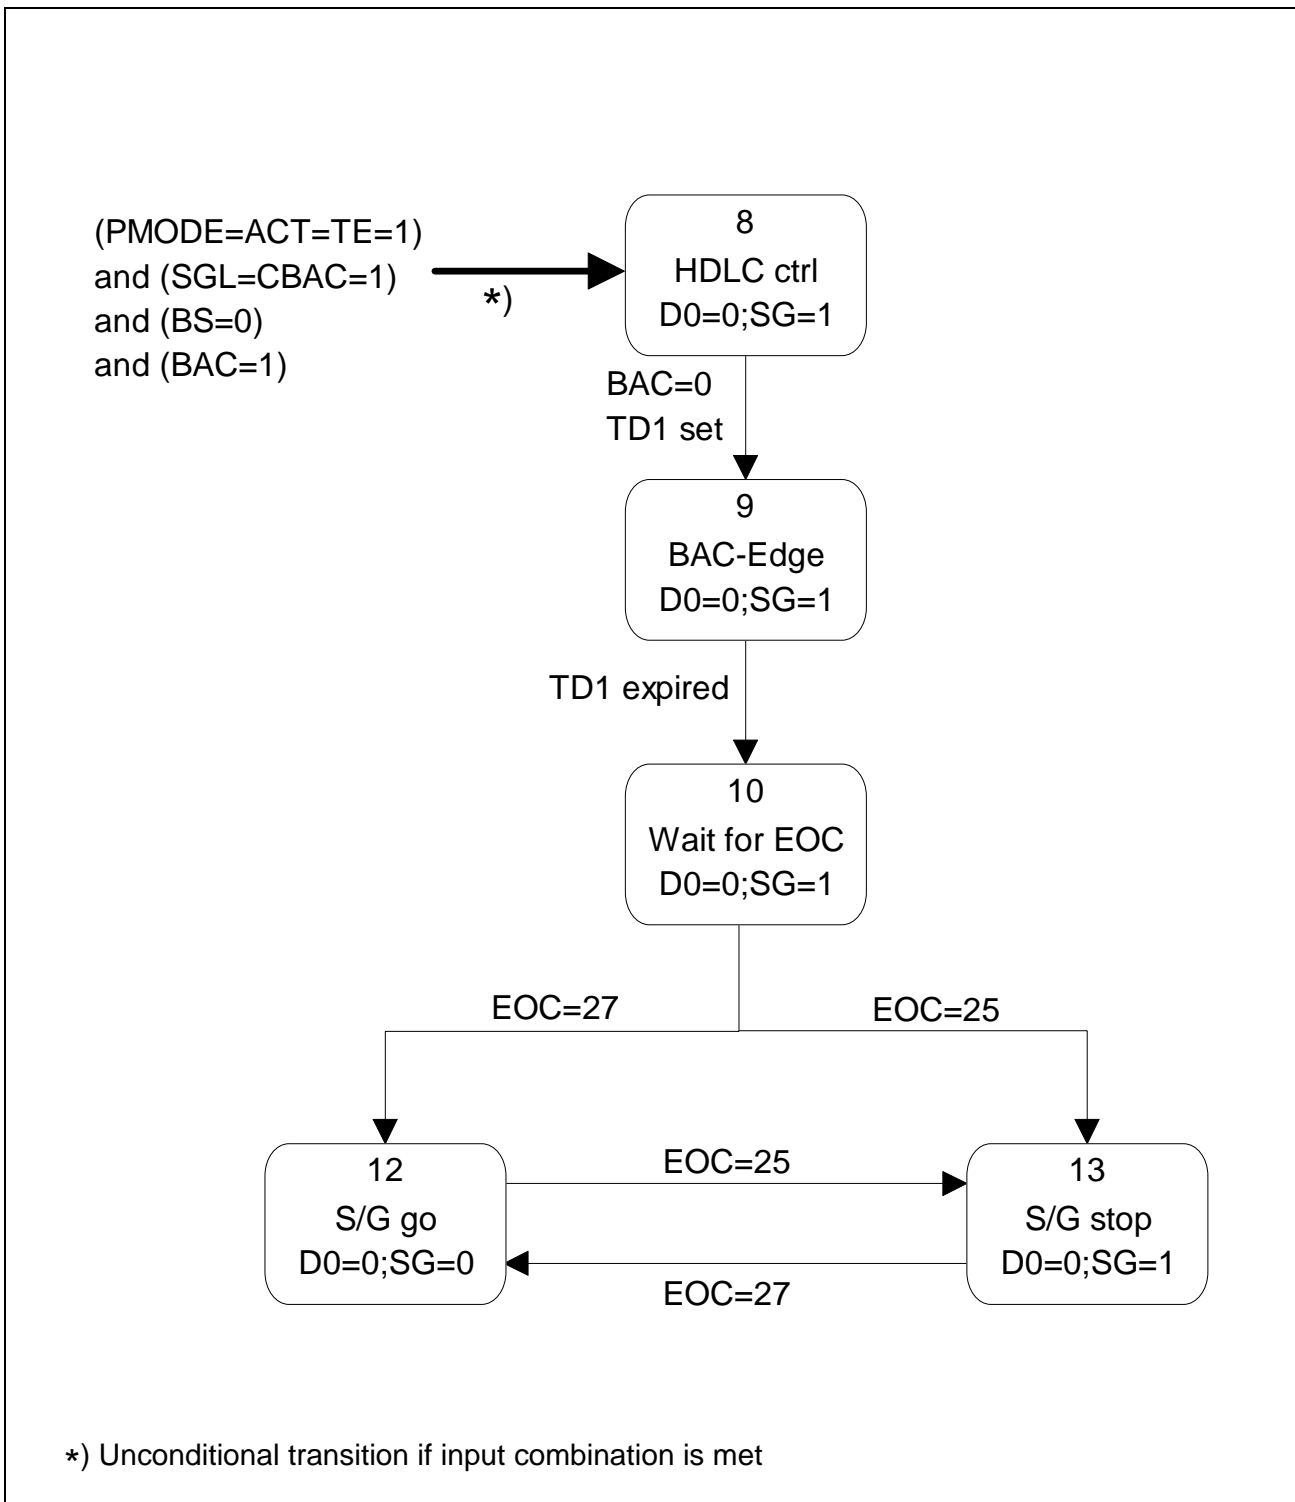 (PMODE=ACT=TE=1)
and (SGL=CBAC=1)
and (BS=0)
and (BAC=1)
*)
8
HDLC ctrl
D0=0;SG=1
BAC=0
TD1 set
9
BAC-Edge
D0=0;SG=1
TD1 expired
10
Wait for EOC
D0=0;SG=1
EOC=27
EOC=25
12
S/G go
D0=0;SG=0
EOC=25
EOC=27
13
S/G stop
D0=0;SG=1
*) Unconditional transition if input combination is met